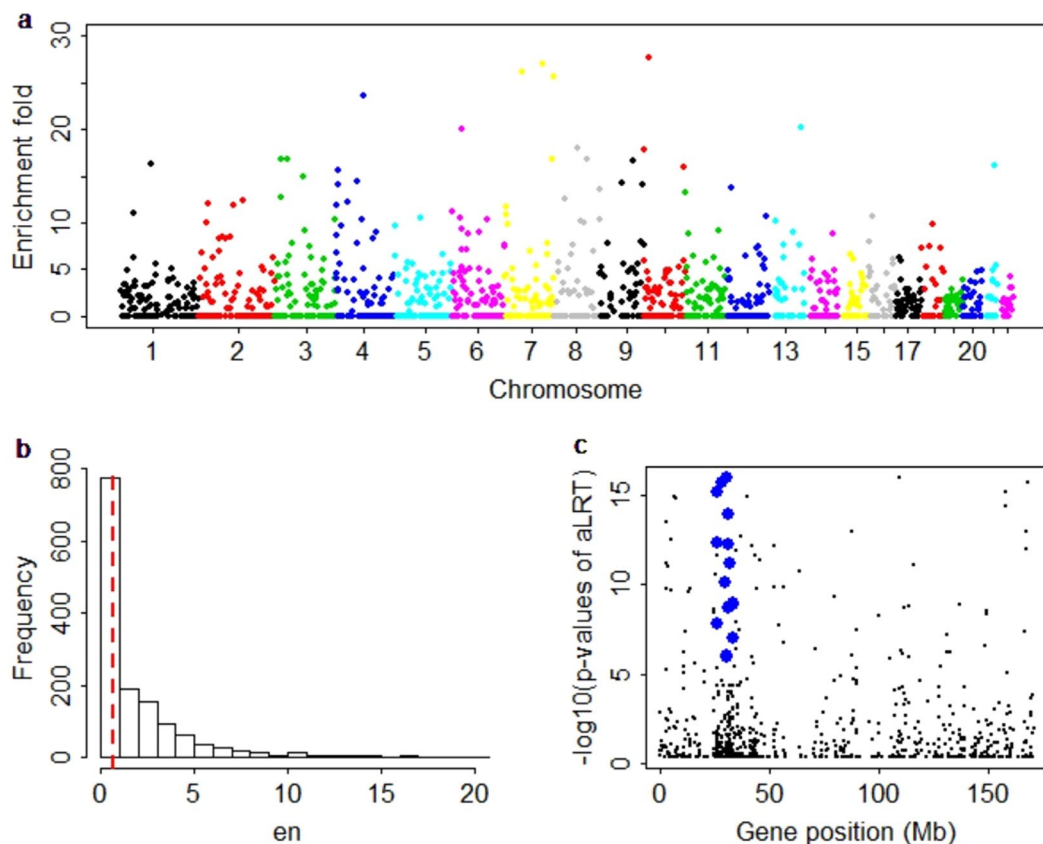 a
30
20
10
5
0
Enrichment fold
1 2 3 4 5 6 7 8 9 11 13 15 17 20
Chromosome
b
800
600
400
200
0
Frequency
0 5 10 15 20
en
c
15
10
5
0
-log10(p-values of aLRT)
0 50 100 150
Gene position (Mb)